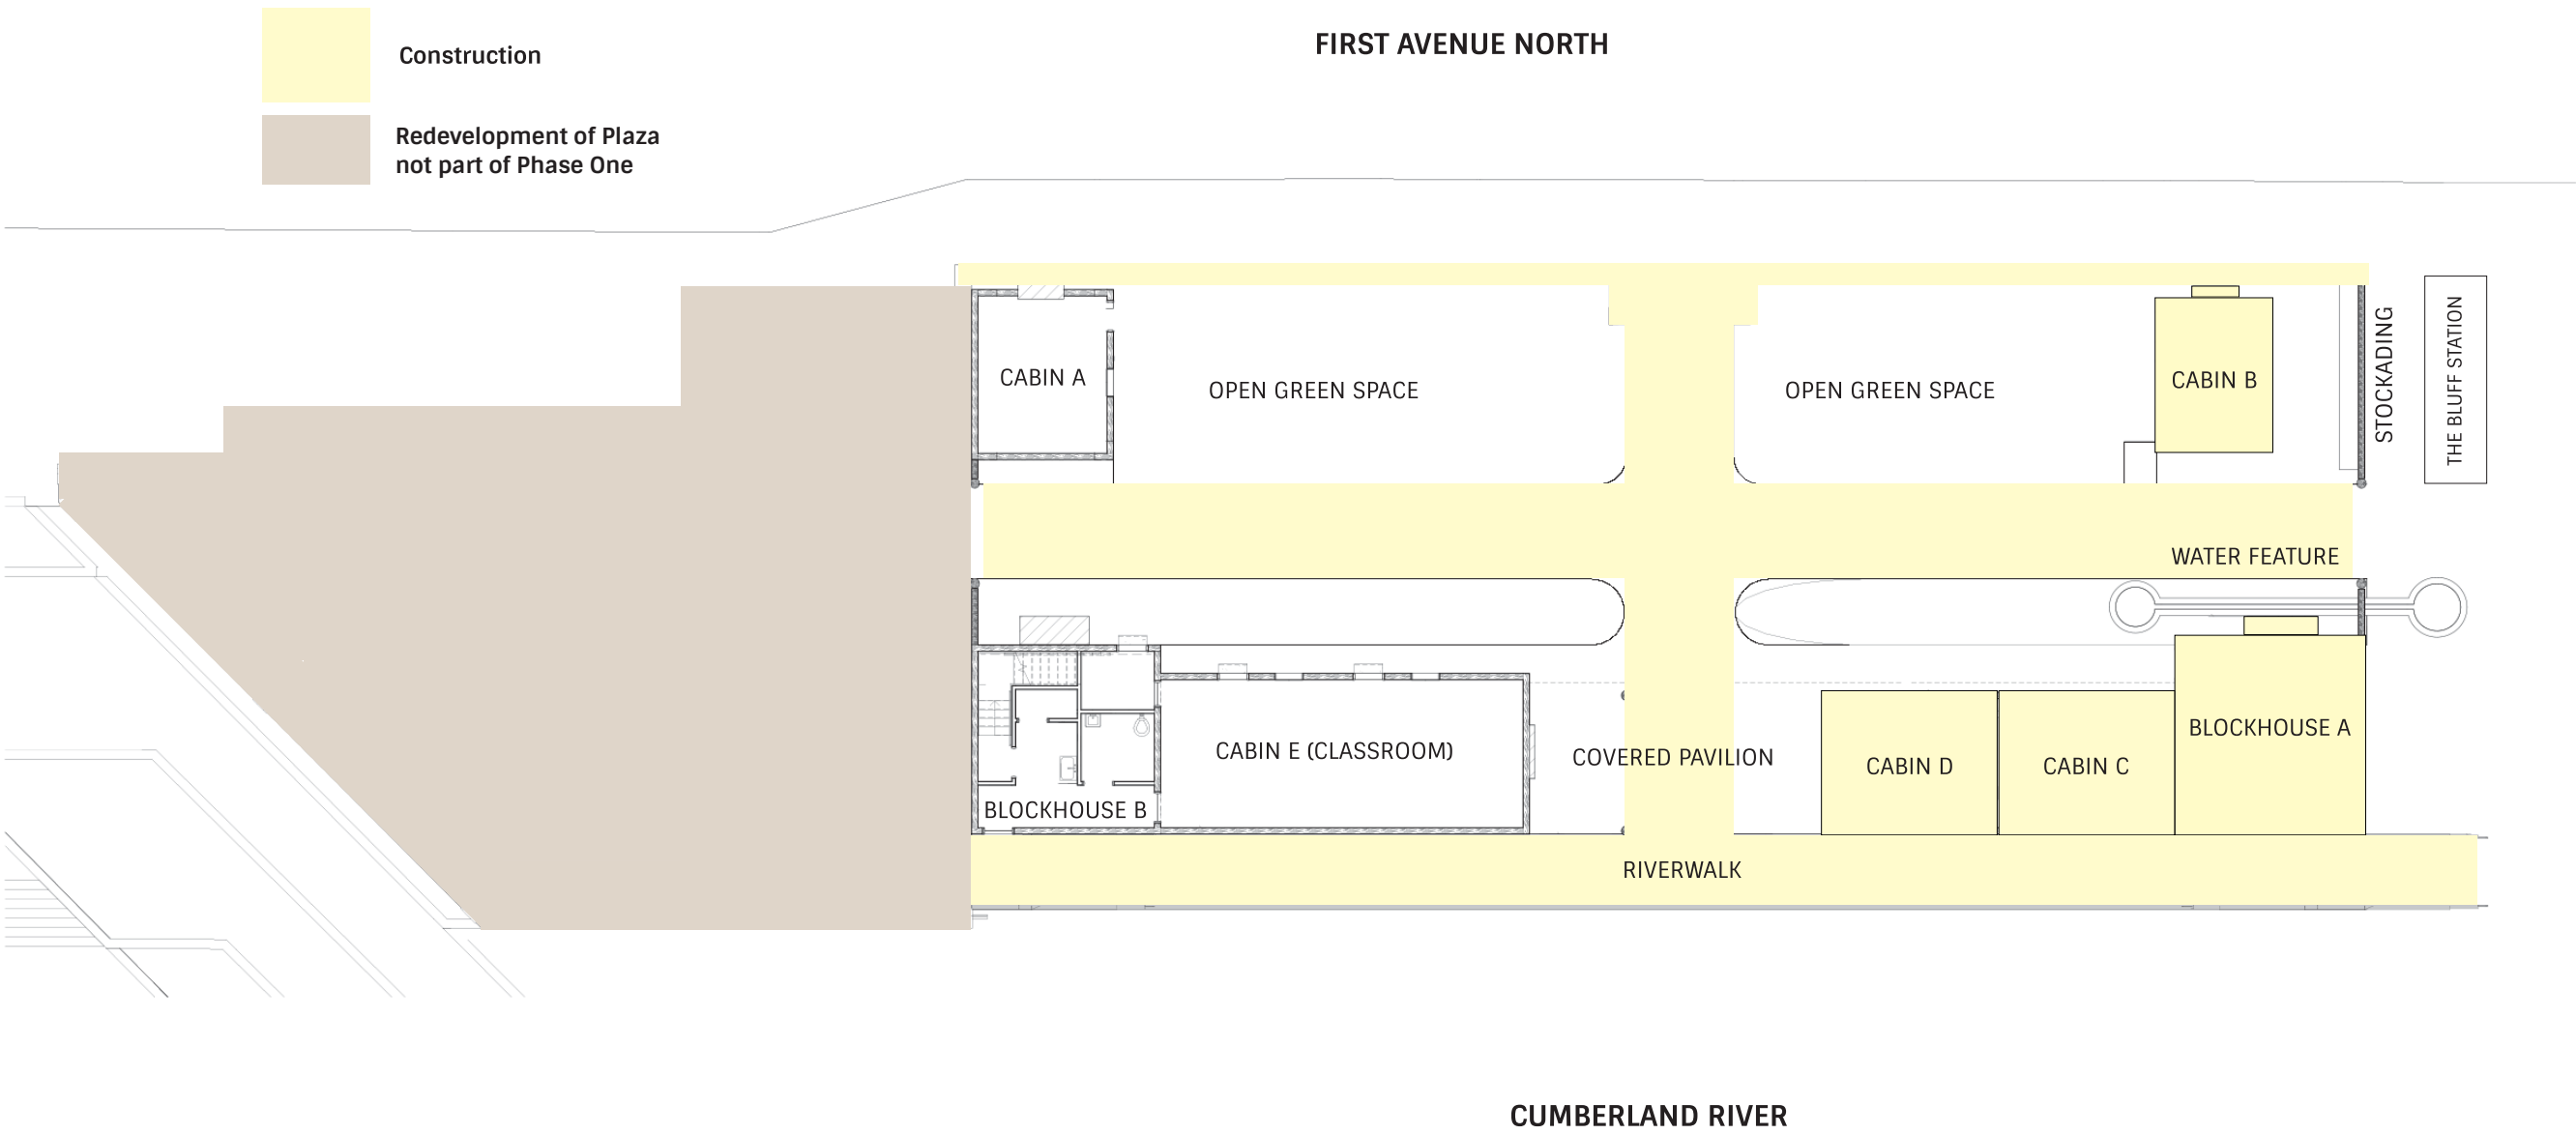 Construction
FIRST AVENUE NORTH
Redevelopment of Plaza
not part of Phase One
CABIN A
OPEN GREEN SPACE
OPEN GREEN SPACE
CABIN B
STOCKADING
THE BLUFF STATION
WATER FEATURE
BLOCKHOUSE B
CABIN E (CLASSROOM)
COVERED PAVILION
CABIN D
CABIN C
BLOCKHOUSE A
RIVERWALK
CUMBERLAND RIVER